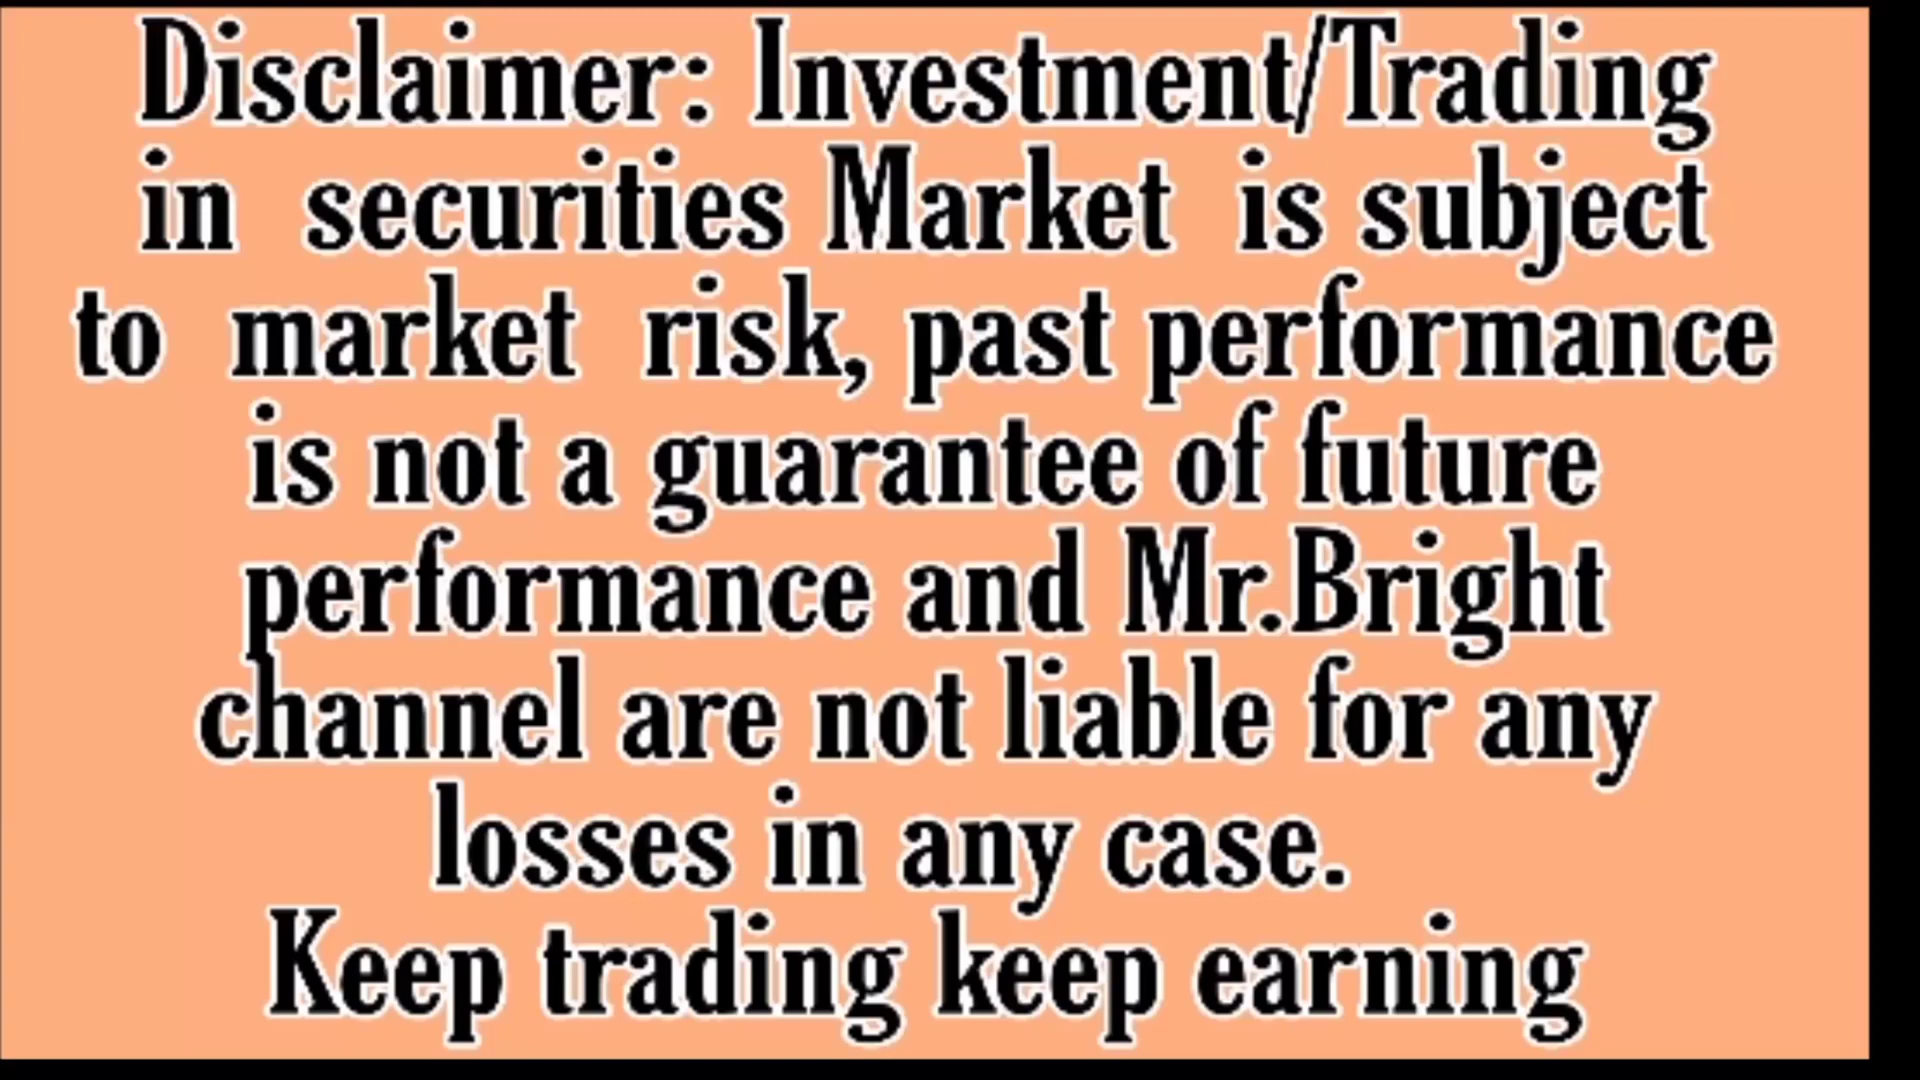 Disclaimer: Investment/Trading
in securities Market is subject
to market risk, past performance
is not a guarantee of future
performance and Mr.Bright
channel are not liable for any
losses in any case.
Keep trading keep earning